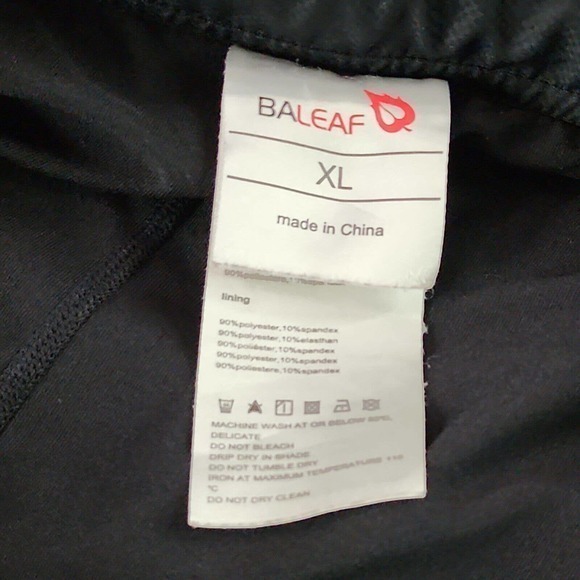 BALEAF
XL
made in China
lining
90%polyester,10%spandex
90%polyester,10%elasthan
90%poliáster,10%spandex
90%polyester,10%spandex
90%poliestere,10%spandex
MACHINE WASH AT OR BELOW
DELICATE
DO NOT BLEACH
DRIP DRY IN SHADE
DO NOT TUMBLE DRY
IRON AT MAXIMUM TEMPERATURE 110
°C
DO NOT DRY CLEAN